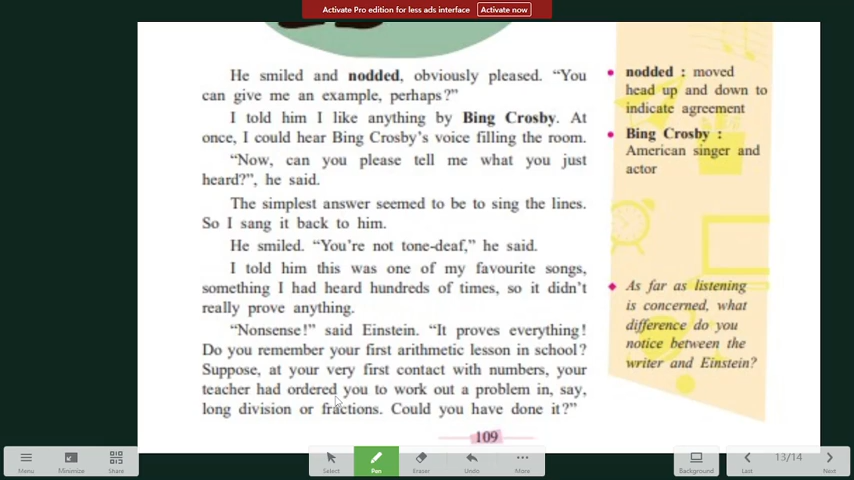 Activate Pro edition for less ads interface Activate now
He smiled and nodded, obviously pleased. “You
can give me an example, perhaps?”
I told him I like anything by Bing Crosby. At
once, I could hear Bing Crosby’s voice filling the room.
“Now, can you please tell me what you just
heard?”, he said.
The simplest answer seemed to be to sing the lines.
So I sang it back to him.
He smiled. “You’re not tone-deaf,” he said.
I told him this was one of my favourite songs,
something I had heard hundreds of times, so it didn’t
really prove anything.
“Nonsense!” said Einstein. “It proves everything!
Do you remember your first arithmetic lesson in school?
Suppose, at your very first contact with numbers, your
teacher had ordered you to work out a problem in, say,
long division or fractions. Could you have done it?”
nodded : moved
head up and down to
indicate agreement
Bing Crosby :
American singer and
actor
As far as listening
is concerned, what
difference do you
notice between the
writer and Einstein?
109
Menu Minimize Share Select Pen Eraser Undo More Background Last 13/14 Next